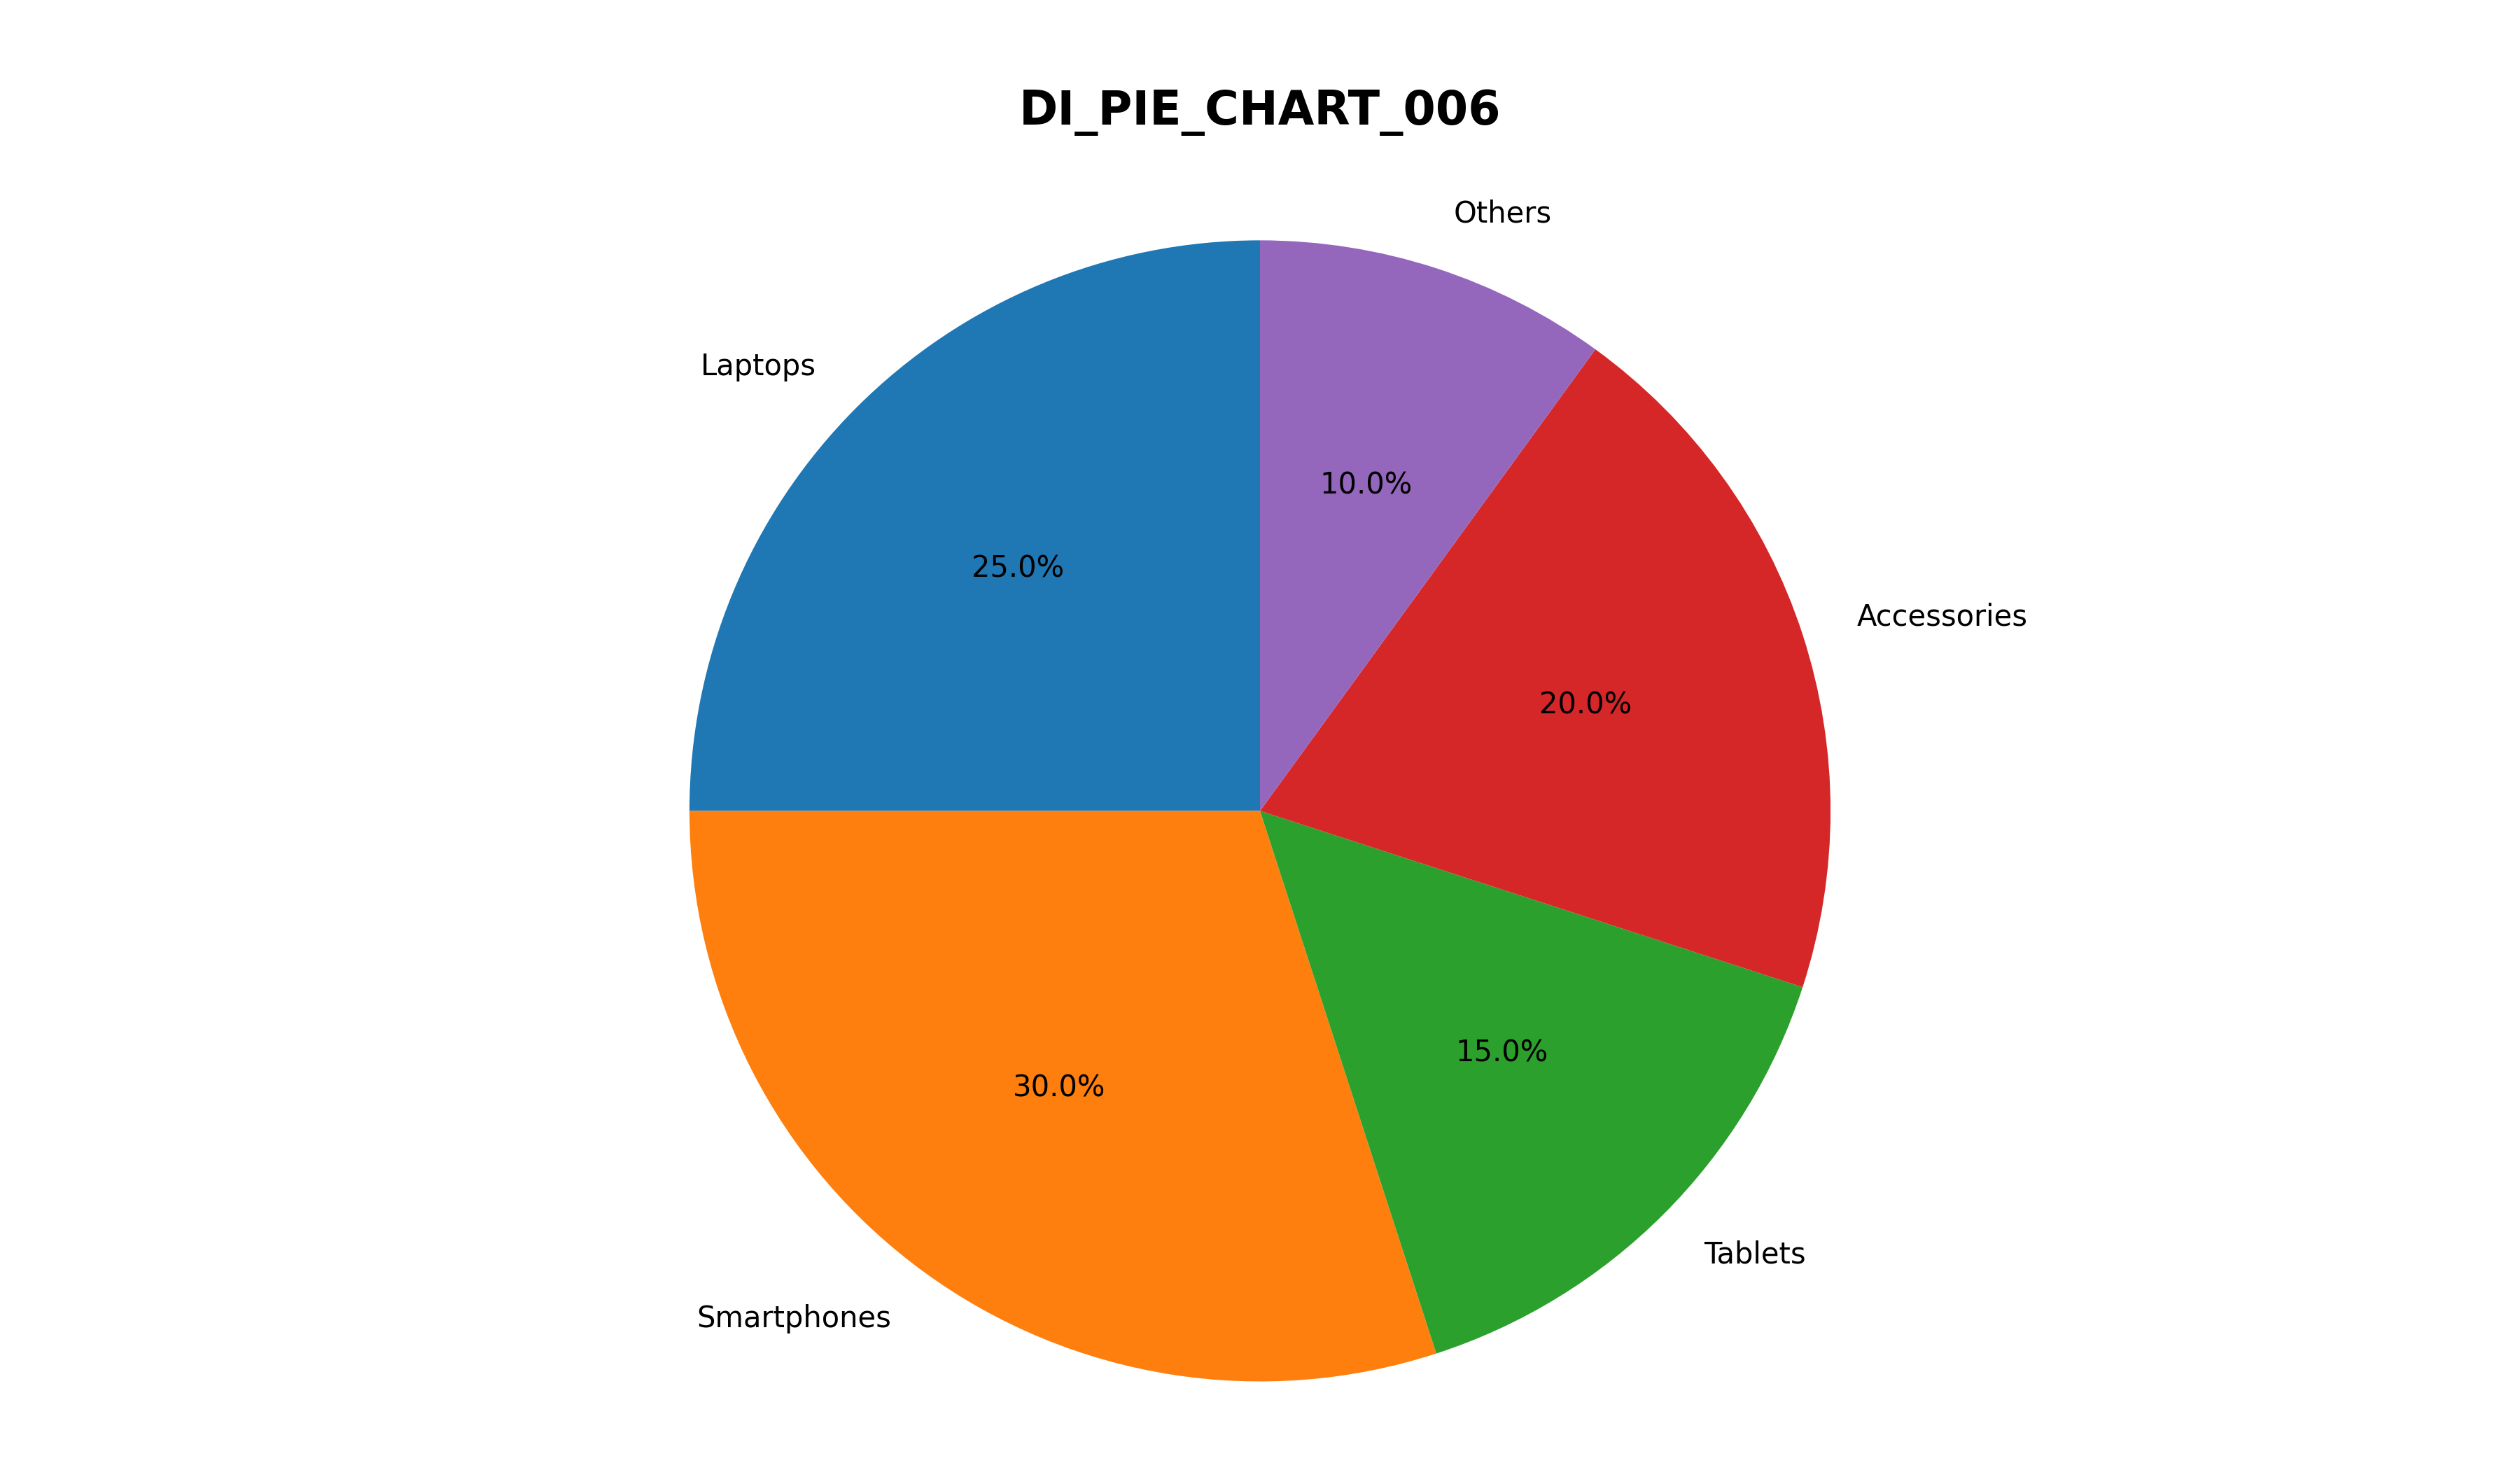 DI_PIE_CHART_006
Others
Laptops
10.0%
25.0%
Accessories
20.0%
15.0%
30.0%
Tablets
Smartphones